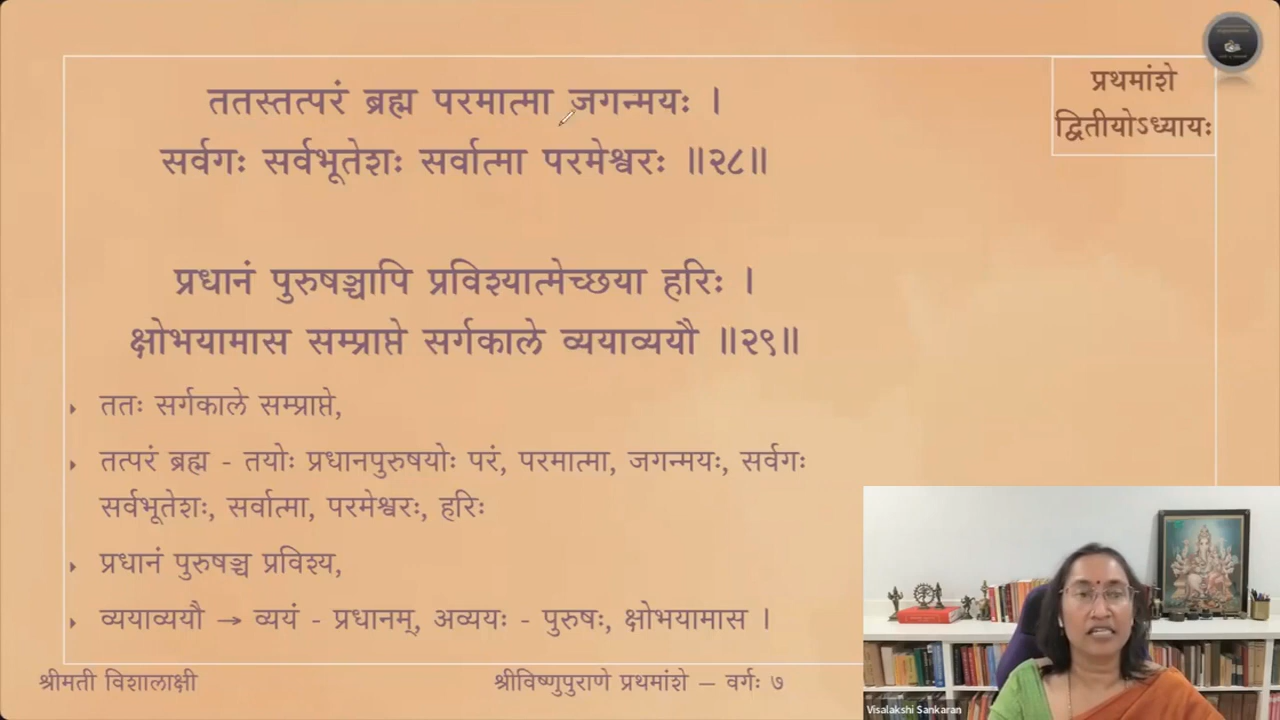 ततस्तत्परं ब्रह्म परमात्मा जगन्मयः ।
सर्वगः सर्वभूतेशः सर्वात्मा परमेश्वरः ॥२८॥
प्रथमांशे
द्वितीयोऽध्यायः
प्रधानं पुरुषञ्चापि प्रविश्यात्मेच्छया हरिः ।
क्षोभयामास सम्प्राप्ते सर्गकाले व्ययाव्ययौ ॥२९॥
ततः सर्गकाले सम्प्राप्ते,
तत्परं ब्रह्म - तयोः प्रधानपुरुषयोः परं, परमात्मा, जगन्मयः, सर्वगः
सर्वभूतेशः, सर्वात्मा, परमेश्वरः, हरिः
प्रधानं पुरुषञ्च प्रविश्य,
व्ययाव्ययौ → व्ययं - प्रधानम्, अव्ययः - पुरुषः, क्षोभयामास ।
श्रीमती विशालाक्षी
श्रीविष्णुपुराणे प्रथमांशे – वर्गः ७
Visalakshi Sankaran